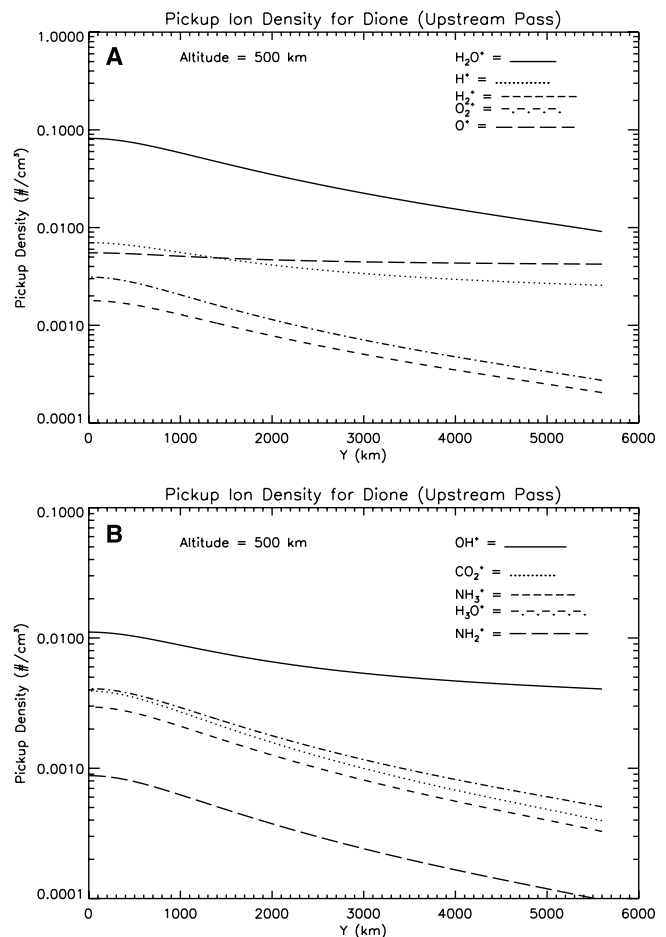 Pickup Ion Density for Dione (Upstream Pass)
A
Altitude = 500 km
H₂O⁺ =
H⁺ =
H₂⁺ =
O₂⁺ =
O⁺ =
1.0000
0.1000
0.0100
0.0010
0.0001
Pickup Density (#/cm³)
0 1000 2000 3000 4000 5000 6000
Y (km)
Pickup Ion Density for Dione (Upstream Pass)
B
Altitude = 500 km
OH⁺ =
CO₂⁺ =
NH₃⁺ =
H₃O⁺ =
NH₂⁺ =
0.1000
0.0100
0.0010
0.0001
Pickup Density (#/cm³)
0 1000 2000 3000 4000 5000 6000
Y (km)